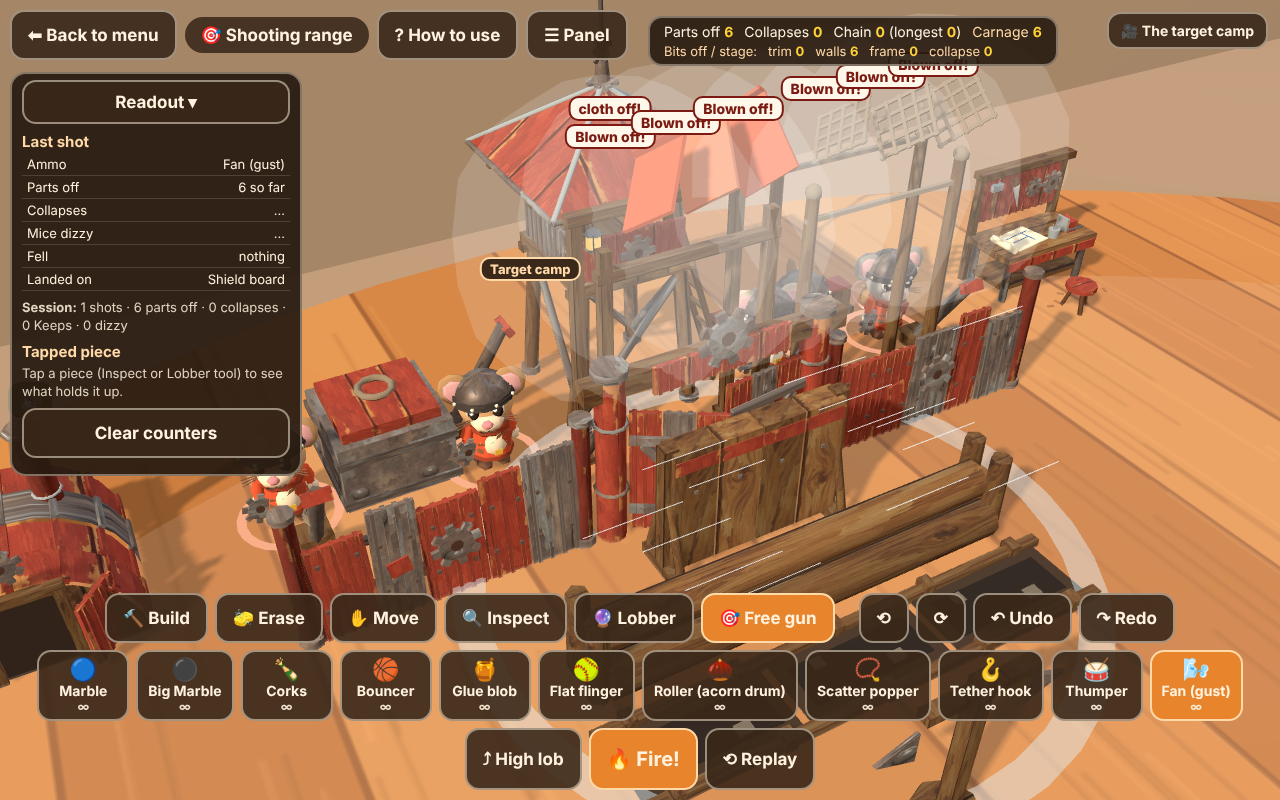 ⬅ Back to menu
🎯 Shooting range
? How to use
☰ Panel
Parts off 6 Collapses 0 Chain 0 (longest 0) Carnage 6
Bits off / stage: trim 0 walls 6 frame 0 collapse 0
🎥 The target camp
Readout ▾
Last shot
Ammo Fan (gust)
Parts off 6 so far
Collapses ...
Mice dizzy ...
Fell nothing
Landed on Shield board
Session: 1 shots · 6 parts off · 0 collapses ·
0 Keeps · 0 dizzy
Tapped piece
Tap a piece (Inspect or Lobber tool) to see
what holds it up.
Clear counters
Blown off!
Blown off!
Blown off!
cloth off!
Blown off!
Blown off!
Blown off!
Target camp
🔨 Build
🧽 Erase
✋ Move
🔍 Inspect
🔮 Lobber
🎯 Free gun
⟲
⟳
↶ Undo
↷ Redo
Marble
∞
Big Marble
∞
Corks
∞
Bouncer
∞
Glue blob
∞
Flat flinger
∞
Roller (acorn drum)
∞
Scatter popper
∞
Tether hook
∞
Thumper
∞
Fan (gust)
∞
⤴ High lob
🔥 Fire!
⟲ Replay